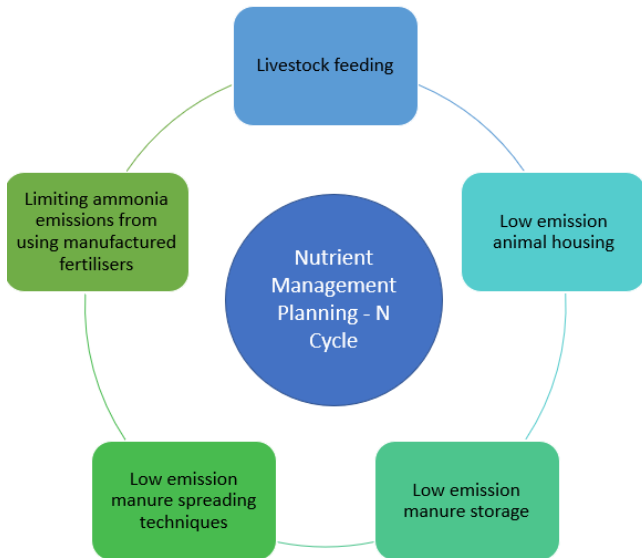 Livestock feeding
Low emission
animal housing
Low emission
manure storage
Low emission
manure spreading
techniques
Limiting ammonia
emissions from
using manufactured
fertilisers
Nutrient
Management
Planning - N
Cycle